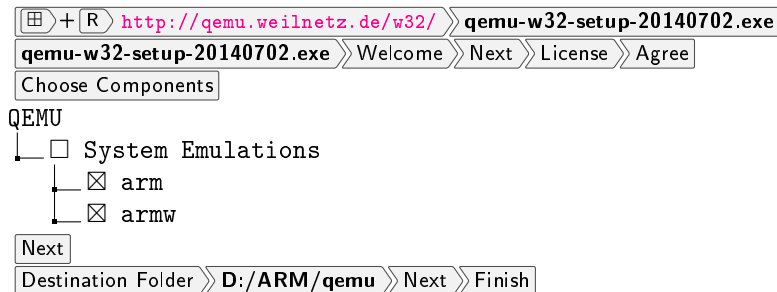 ⊞ + R http://qemu.weilnetz.de/w32/ qemu-w32-setup-20140702.exe
qemu-w32-setup-20140702.exe Welcome Next License Agree
Choose Components
QEMU
☐ System Emulations
☒ arm
☒ armw
Next
Destination Folder D:/ARM/qemu Next Finish